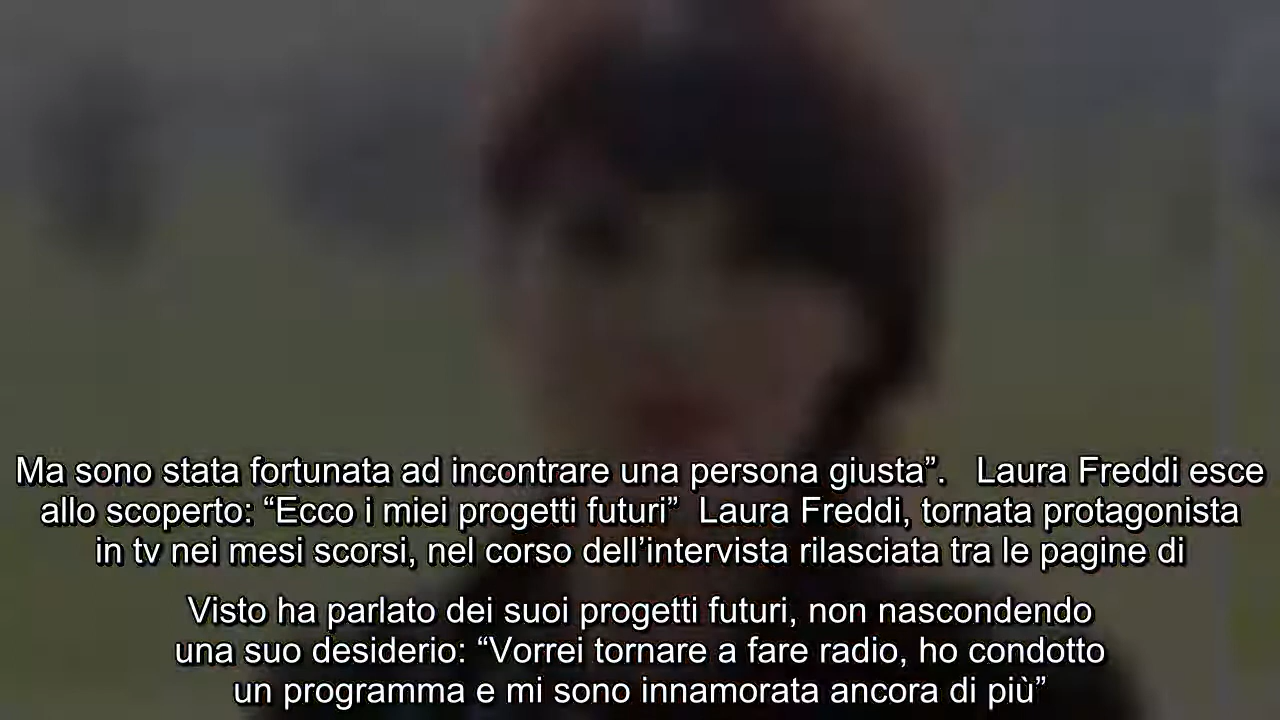 Ma sono stata fortunata ad incontrare una persona giusta”.   Laura Freddi esce
allo scoperto: “Ecco i miei progetti futuri”  Laura Freddi, tornata protagonista
in tv nei mesi scorsi, nel corso dell’intervista rilasciata tra le pagine di
Visto ha parlato dei suoi progetti futuri, non nascondendo
una suo desiderio: “Vorrei tornare a fare radio, ho condotto
un programma e mi sono innamorata ancora di più”